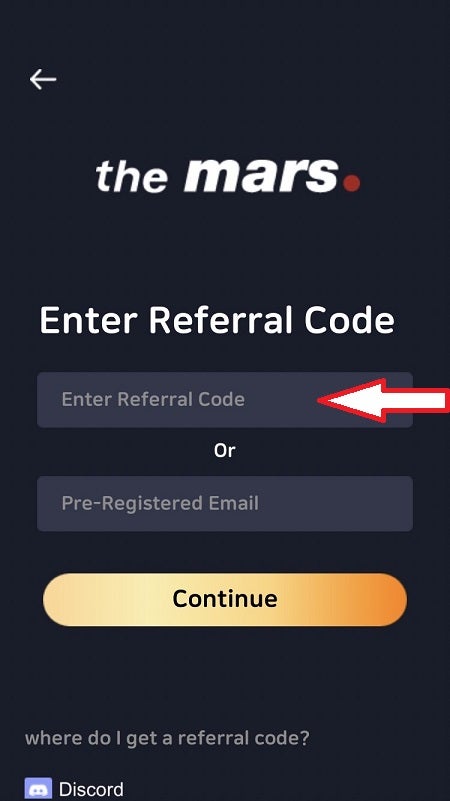 the mars.
Enter Referral Code
Enter Referral Code
Or
Pre-Registered Email
Continue
where do I get a referral code?
Discord